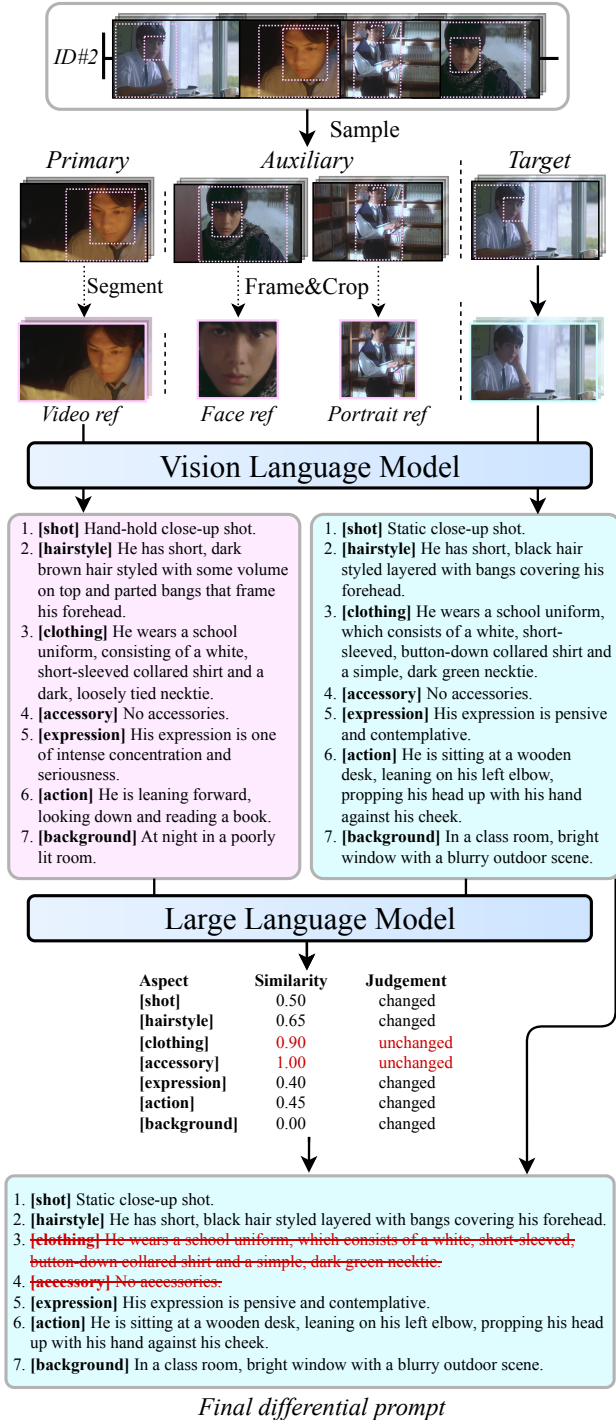 ID#2
Sample
Primary
Auxiliary
Target
Segment
Frame&Crop
Video ref
Face ref
Portrait ref
Vision Language Model
1. [shot] Hand-hold close-up shot.
2. [hairstyle] He has short, dark
brown hair styled with some volume
on top and parted bangs that frame
his forehead.
3. [clothing] He wears a school
uniform, consisting of a white,
short-sleeved collared shirt and a
dark, loosely tied necktie.
4. [accessory] No accessories.
5. [expression] His expression is one
of intense concentration and
seriousness.
6. [action] He is leaning forward,
looking down and reading a book.
7. [background] At night in a poorly
lit room.
1. [shot] Static close-up shot.
2. [hairstyle] He has short, black hair
styled layered with bangs covering his
forehead.
3. [clothing] He wears a school uniform,
which consists of a white, short-
sleeved, button-down collared shirt and
a simple, dark green necktie.
4. [accessory] No accessories.
5. [expression] His expression is pensive
and contemplative.
6. [action] He is sitting at a wooden
desk, leaning on his left elbow,
propping his head up with his hand
against his cheek.
7. [background] In a class room, bright
window with a blurry outdoor scene.
Large Language Model
Aspect Similarity Judgement
[shot] 0.50 changed
[hairstyle] 0.65 changed
[clothing] 0.90 unchanged
[accessory] 1.00 unchanged
[expression] 0.40 changed
[action] 0.45 changed
[background] 0.00 changed
1. [shot] Static close-up shot.
2. [hairstyle] He has short, black hair styled layered with bangs covering his forehead.
3. [clothing] He wears a school uniform, which consists of a white, short-sleeved,
button-down collared shirt and a simple, dark green necktie.
4. [accessory] No accessories.
5. [expression] His expression is pensive and contemplative.
6. [action] He is sitting at a wooden desk, leaning on his left elbow, propping his head
up with his hand against his cheek.
7. [background] In a class room, bright window with a blurry outdoor scene.
Final differential prompt